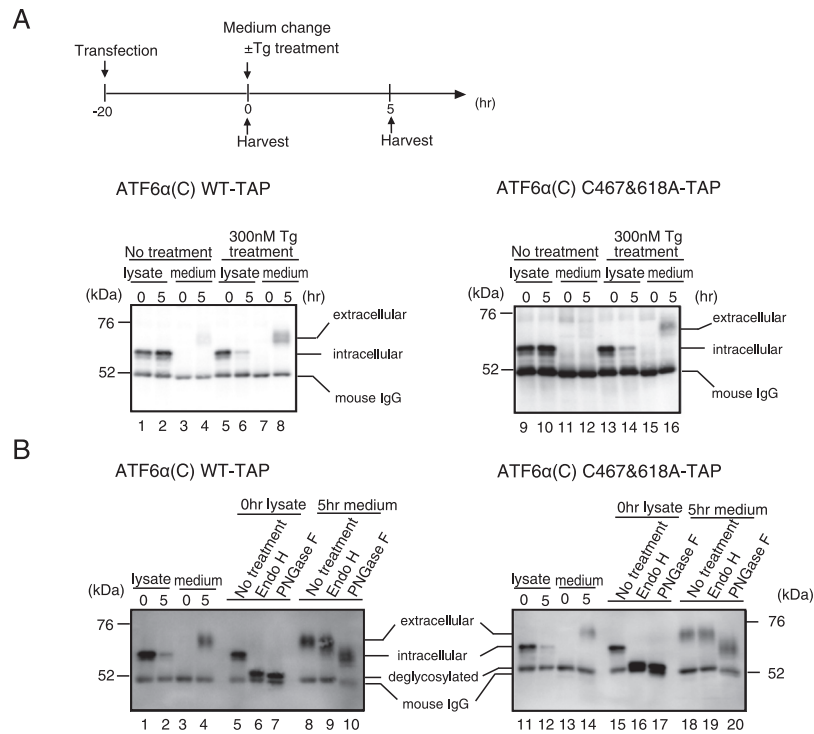 A
Transfection
Medium change
±Tg treatment
-20
0
5
(hr)
Harvest
Harvest
ATF6α(C) WT-TAP
ATF6α(C) C467&618A-TAP
No treatment
300nM Tg
treatment
lysate medium lysate medium
(kDa)
0 5 0 5 0 5 0 5 (hr)
76
52
extracellular
intracellular
mouse IgG
1 2 3 4 5 6 7 8
No treatment
300nM Tg
treatment
lysate medium lysate medium
(kDa)
0 5 0 5 0 5 0 5 (hr)
76
52
extracellular
intracellular
mouse IgG
9 10 11 12 13 14 15 16
B
ATF6α(C) WT-TAP
ATF6α(C) C467&618A-TAP
0hr lysate 5hr medium
lysate medium
0 5 0 5
No treatment
Endo H
PNGase F
No treatment
Endo H
PNGase F
(kDa)
76
52
extracellular
intracellular
deglycosylated
mouse IgG
1 2 3 4 5 6 7 8 9 10
0hr lysate 5hr medium
lysate medium
0 5 0 5
No treatment
Endo H
PNGase F
No treatment
Endo H
PNGase F
(kDa)
76
52
11 12 13 14 15 16 17 18 19 20